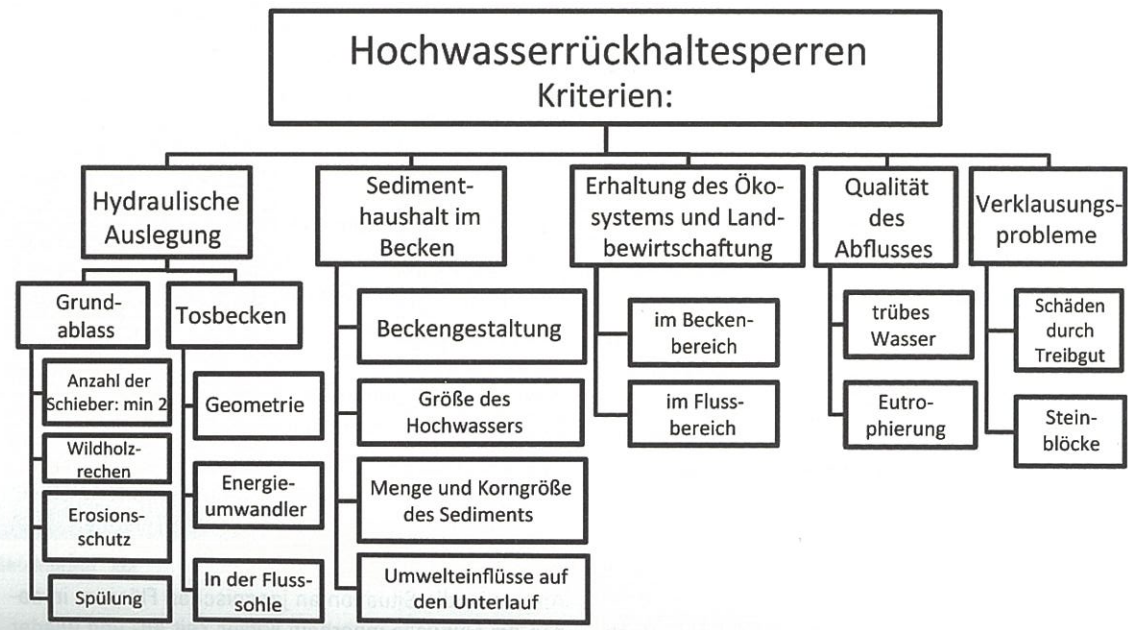 Hochwasserrückhaltesperren
Kriterien:
Hydraulische
Auslegung
Grund-
ablass
Anzahl der
Schieber: min 2
Wildholz-
rechen
Erosions-
schutz
Spülung
Tosbecken
Geometrie
Energie-
umwandler
In der Fluss-
sohle
Sediment-
haushalt im
Becken
Beckengestaltung
Größe des
Hochwassers
Menge und Korngröße
des Sediments
Umwelteinflüsse auf
den Unterlauf
Erhaltung des Öko-
systems und Land-
bewirtschaftung
im Becken-
bereich
im Fluss-
bereich
Qualität
des
Abflusses
trübes
Wasser
Eutro-
phierung
Verklausungs-
probleme
Schäden
durch
Treibgut
Stein-
blöcke